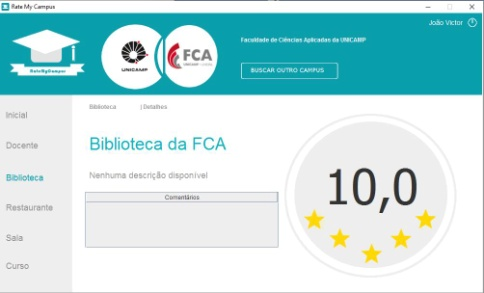 Rate My Campus
João Victor
RateMyCampus
UNICAMP
FCA
UNICAMP
Faculdade de Ciências Aplicadas da UNICAMP
BUSCAR OUTRO CAMPUS
Inicial
Docente
Biblioteca
Restaurante
Sala
Curso
Biblioteca | Detalhes
Biblioteca da FCA
Nenhuma descrição disponível
Comentários
10,0